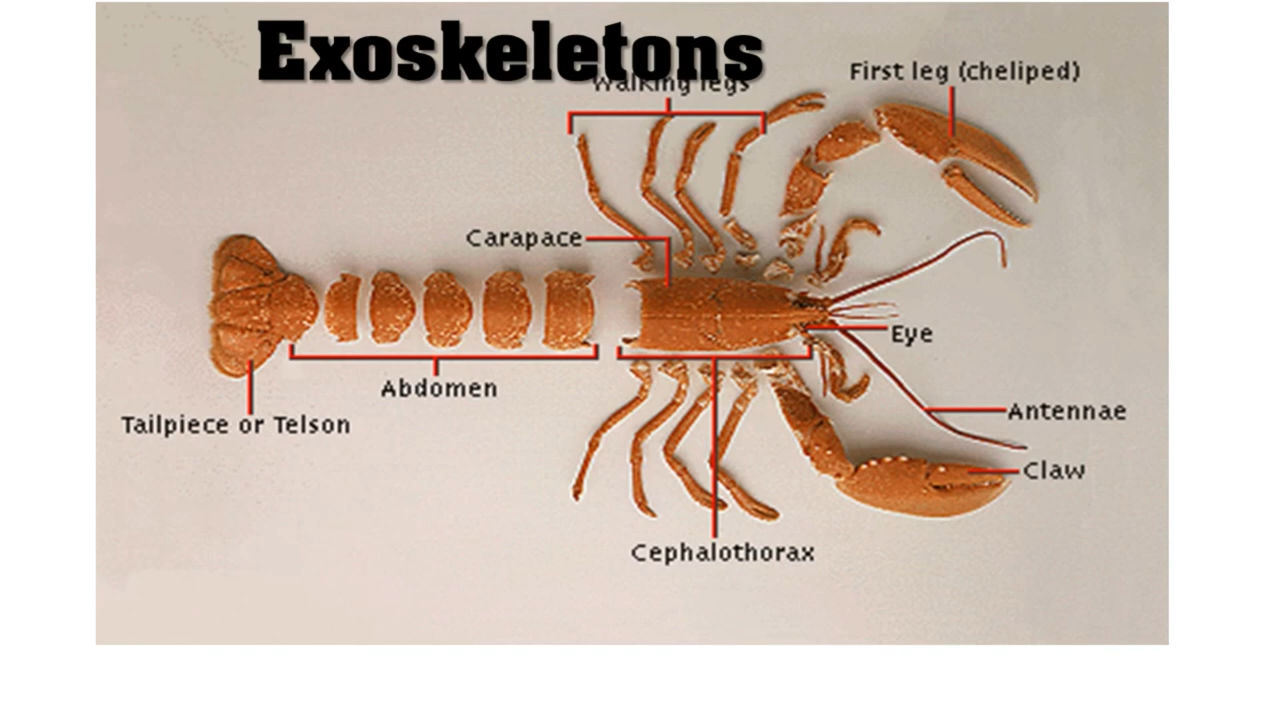 Exoskeletons
Walking legs
First leg (cheliped)
Carapace
Eye
Abdomen
Antennae
Tailpiece or Telson
Claw
Cephalothorax